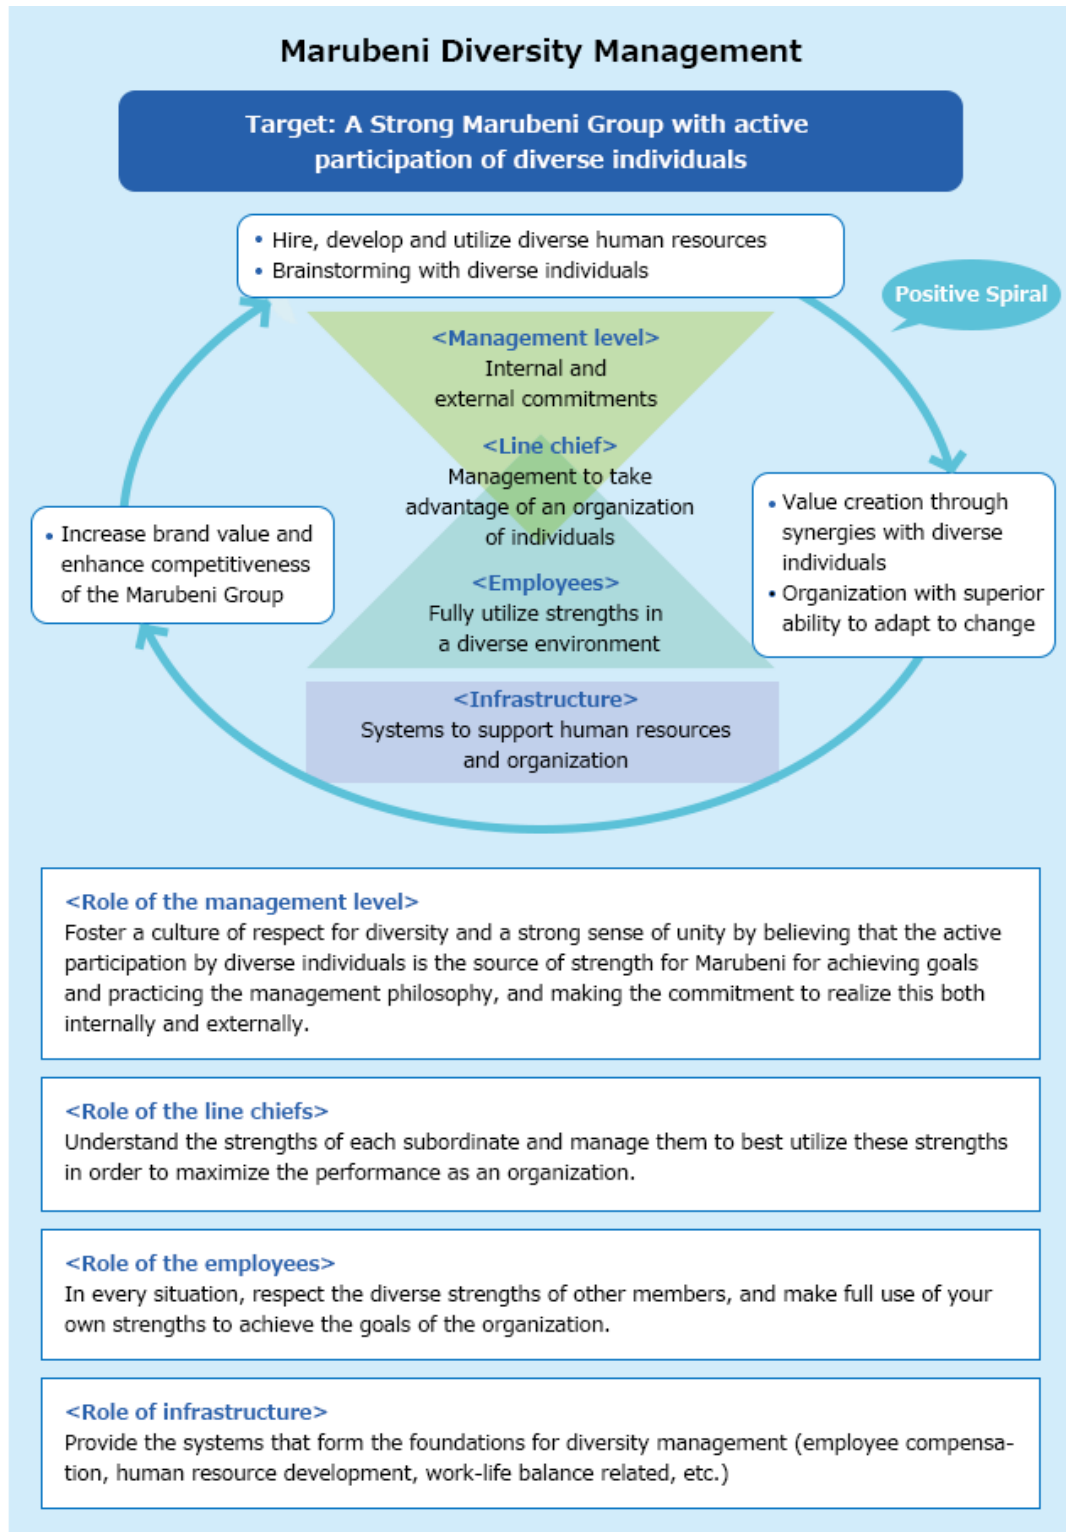 Marubeni Diversity Management
Target: A Strong Marubeni Group with active
participation of diverse individuals
• Hire, develop and utilize diverse human resources
• Brainstorming with diverse individuals
Positive Spiral
<Management level>
Internal and
external commitments
<Line chief>
Management to take
advantage of an organization
of individuals
<Employees>
Fully utilize strengths in
a diverse environment
<Infrastructure>
Systems to support human resources
and organization
• Value creation through
synergies with diverse
individuals
• Organization with superior
ability to adapt to change
• Increase brand value and
enhance competitiveness
of the Marubeni Group
<Role of the management level>
Foster a culture of respect for diversity and a strong sense of unity by believing that the active
participation by diverse individuals is the source of strength for Marubeni for achieving goals
and practicing the management philosophy, and making the commitment to realize this both
internally and externally.
<Role of the line chiefs>
Understand the strengths of each subordinate and manage them to best utilize these strengths
in order to maximize the performance as an organization.
<Role of the employees>
In every situation, respect the diverse strengths of other members, and make full use of your
own strengths to achieve the goals of the organization.
<Role of infrastructure>
Provide the systems that form the foundations for diversity management (employee compensa-
tion, human resource development, work-life balance related, etc.)